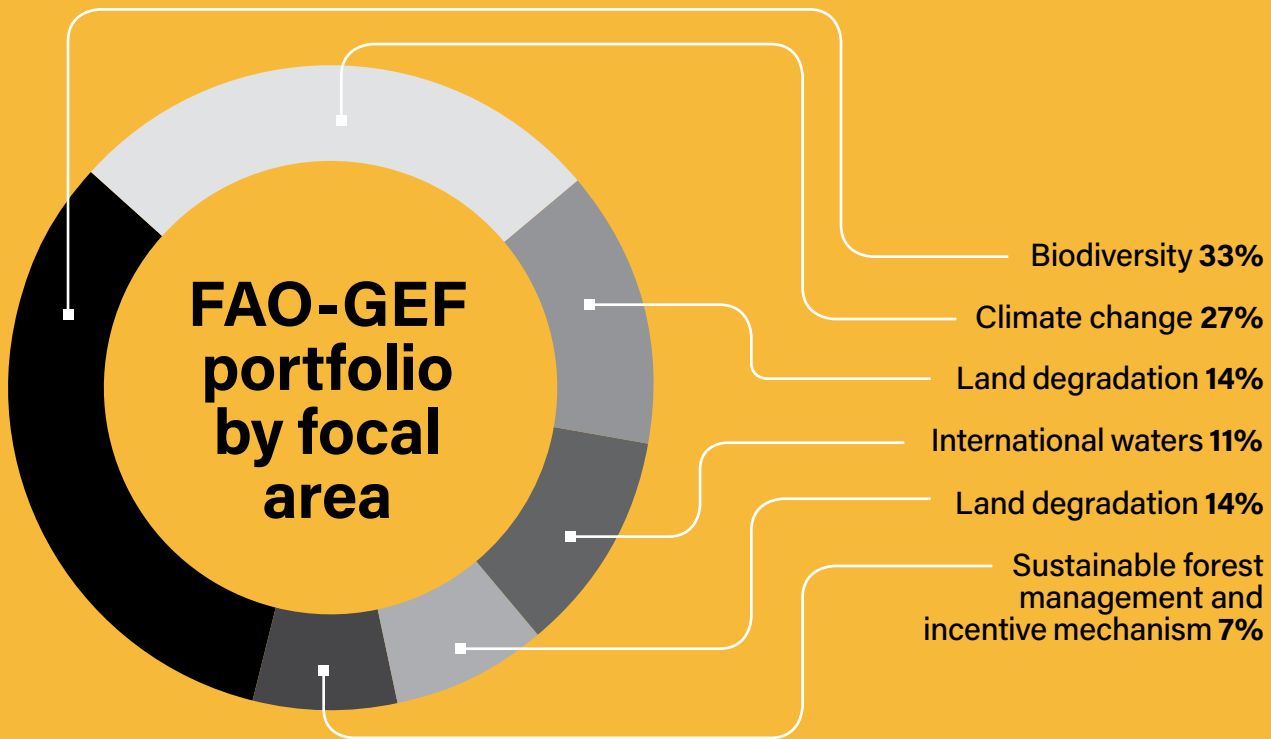 FAO-GEF
portfolio
by focal
area
Biodiversity 33%
Climate change 27%
Land degradation 14%
International waters 11%
Land degradation 14%
Sustainable forest
management and
incentive mechanism 7%